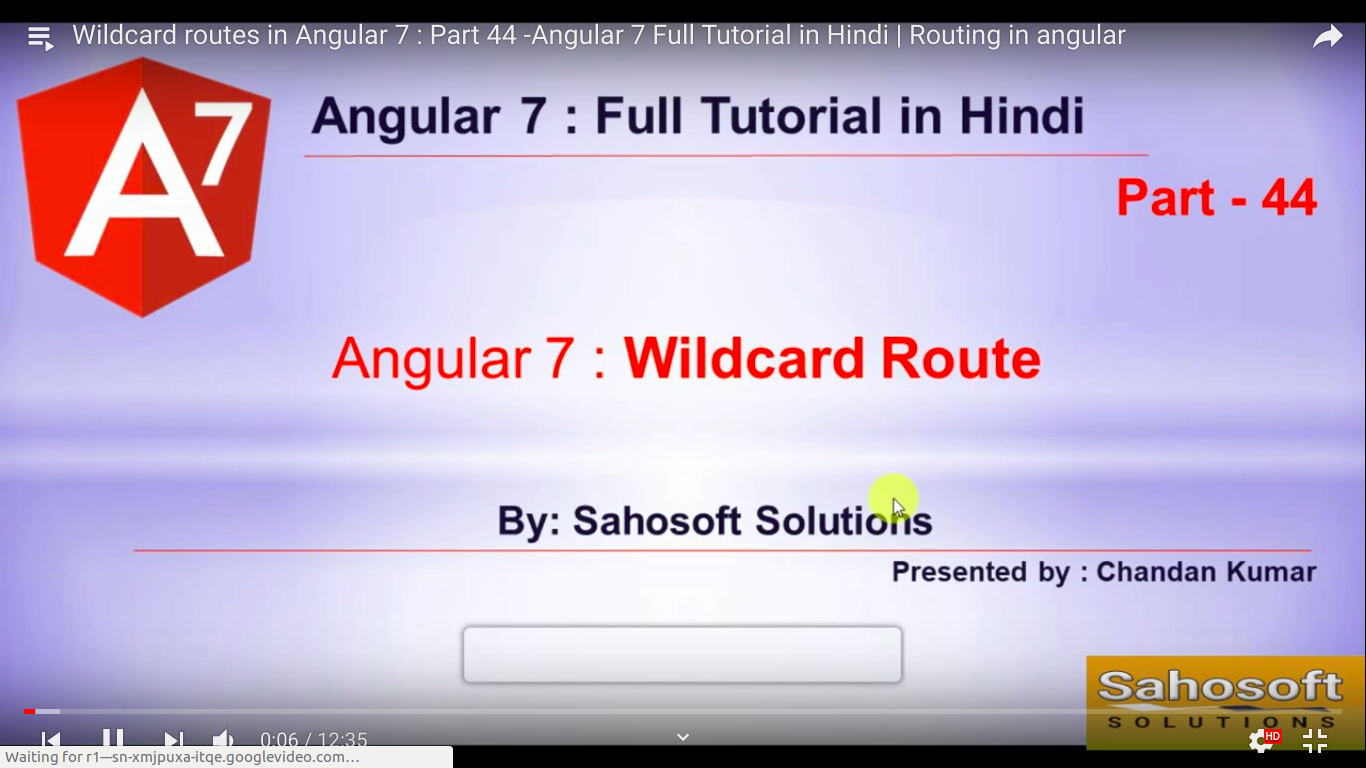 Wildcard routes in Angular 7 : Part 44 -Angular 7 Full Tutorial in Hindi | Routing in angular
A7
Angular 7 : Full Tutorial in Hindi
Part - 44
Angular 7 : Wildcard Route
By: Sahosoft Solutions
Presented by : Chandan Kumar
Sahosoft
SOLUTIONS
0:06 / 12:35
HD
Waiting for r1---sn-xmjpuxa-itqe.googlevideo.com…